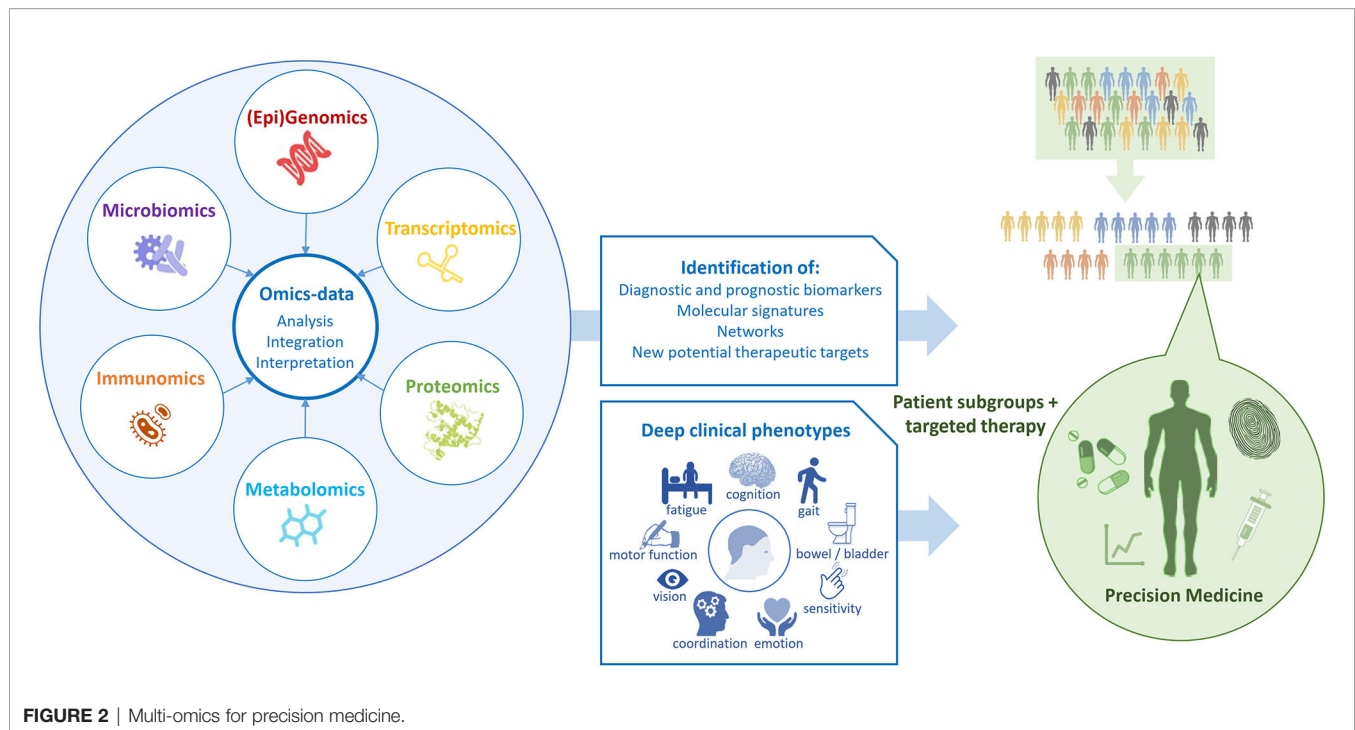 (Epi)Genomics
Microbiomics
Transcriptomics
Omics-data
Analysis
Integration
Interpretation
Immunomics
Proteomics
Metabolomics
Identification of:
Diagnostic and prognostic biomarkers
Molecular signatures
Networks
New potential therapeutic targets
Deep clinical phenotypes
fatigue
cognition
gait
motor function
bowel / bladder
vision
sensitivity
coordination
emotion
Patient subgroups +
targeted therapy
Precision Medicine
FIGURE 2 | Multi-omics for precision medicine.